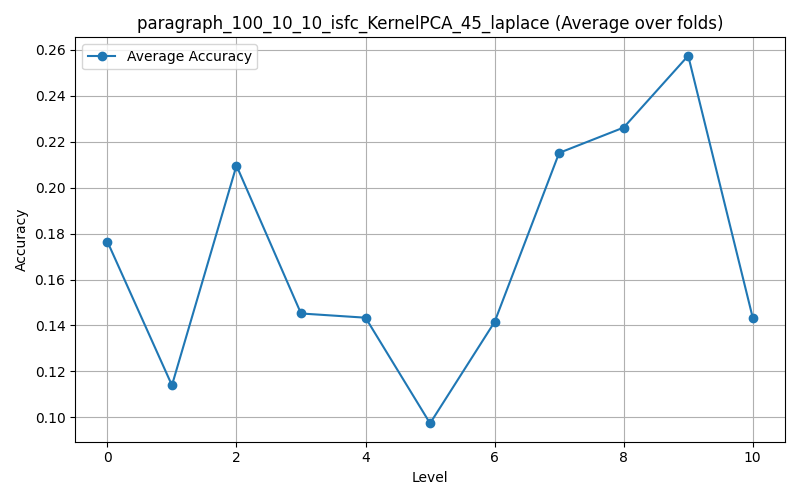 paragraph_100_10_10_isfc_KernelPCA_45_laplace (Average over folds)
Average Accuracy
Accuracy
0.26
0.24
0.22
0.20
0.18
0.16
0.14
0.12
0.10
0 2 4 6 8 10
Level